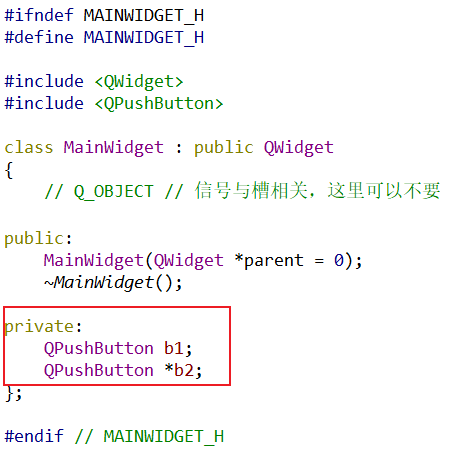 #ifndef MAINWIDGET_H
#define MAINWIDGET_H
#include <QWidget>
#include <QPushButton>
class MainWidget : public QWidget
{
// Q_OBJECT // 信号与槽相关，这里可以不要
public:
MainWidget(QWidget *parent = 0);
~MainWidget();
private:
QPushButton b1;
QPushButton *b2;
};
#endif // MAINWIDGET_H